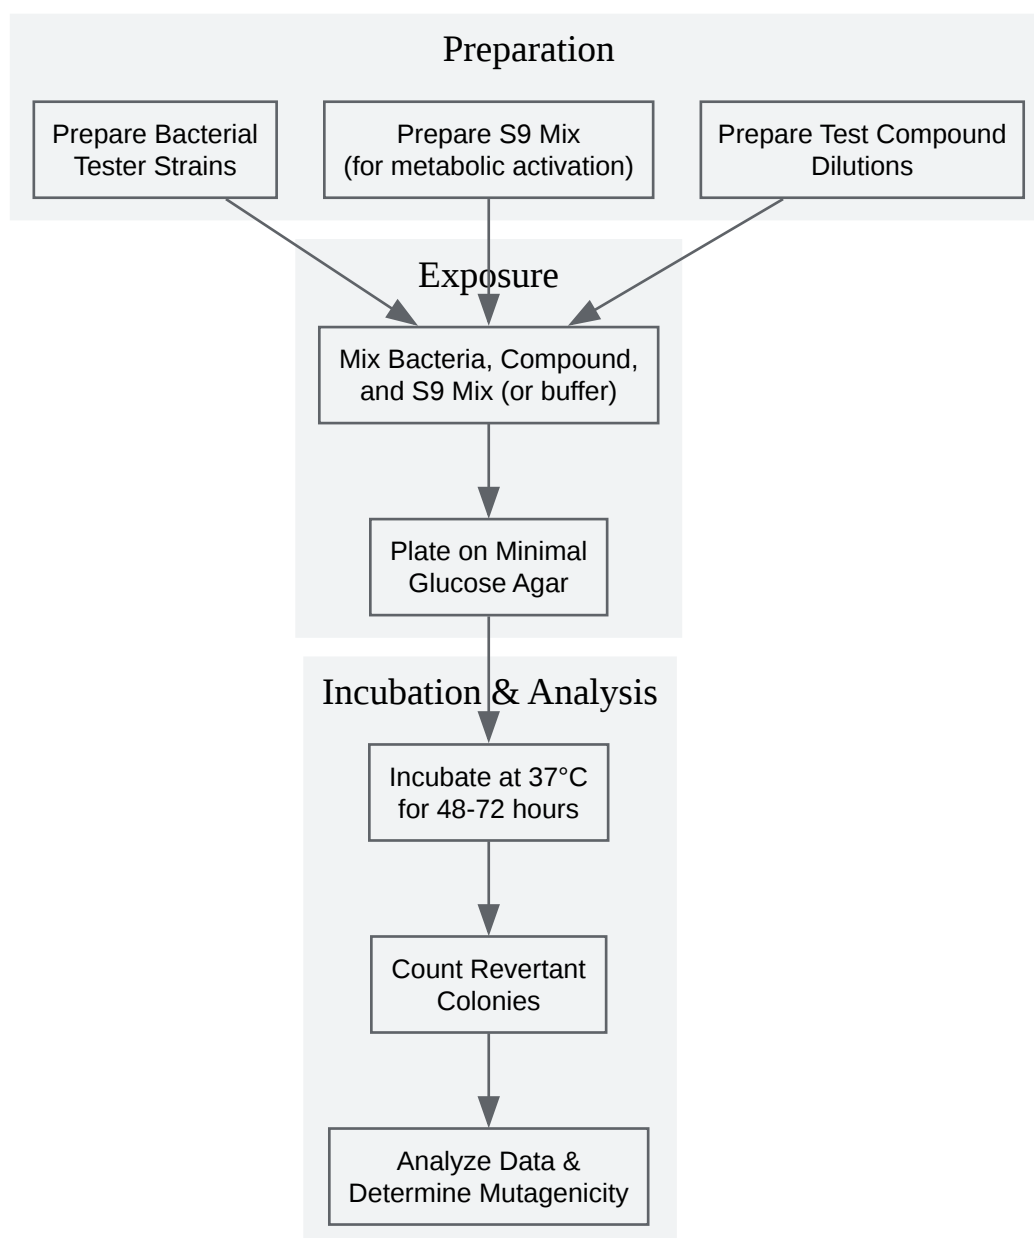 Preparation
Prepare Bacterial
Tester Strains
Prepare S9 Mix
(for metabolic activation)
Prepare Test Compound
Dilutions
Exposure
Mix Bacteria, Compound,
and S9 Mix (or buffer)
Plate on Minimal
Glucose Agar
Incubation & Analysis
Incubate at 37°C
for 48-72 hours
Count Revertant
Colonies
Analyze Data &
Determine Mutagenicity